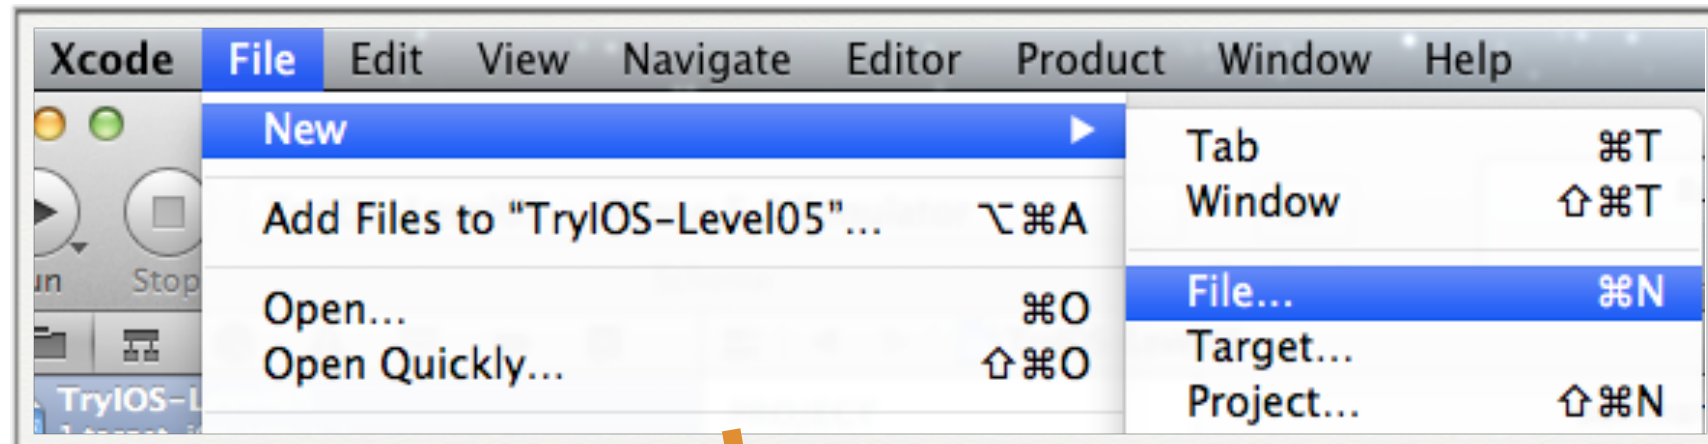 Xcode File Edit View Navigate Editor Product Window Help
New ▶
Add Files to “TryIOS-Level05”... ⌥⌘A
Open... ⌘O
Open Quickly... ⇧⌘O
Tab ⌘T
Window ⇧⌘T
File... ⌘N
Target...
Project... ⇧⌘N
Stop
TryIOS-L